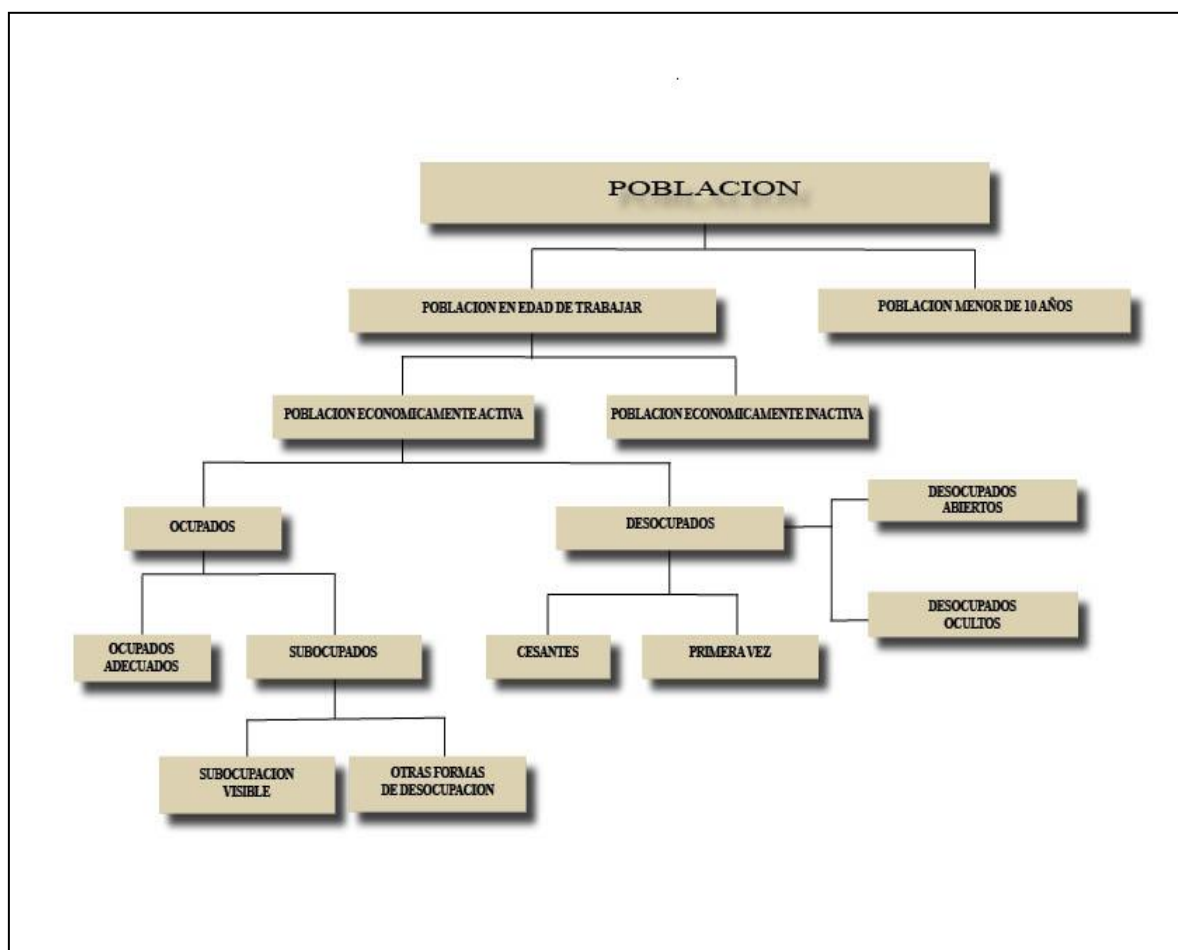 POBLACION
POBLACION EN EDAD DE TRABAJAR
POBLACION MENOR DE 10 AÑOS
POBLACION ECONOMICAMENTE ACTIVA
POBLACION ECONOMICAMENTE INACTIVA
OCUPADOS
DESOCUPADOS
DESOCUPADOS
ABIERTOS
DESOCUPADOS
OCULTOS
OCUPADOS
ADECUADOS
SUBOCUPADOS
CESANTES
PRIMERA VEZ
SUBOCUPACION
VISIBLE
OTRAS FORMAS
DE DESOCUPACION